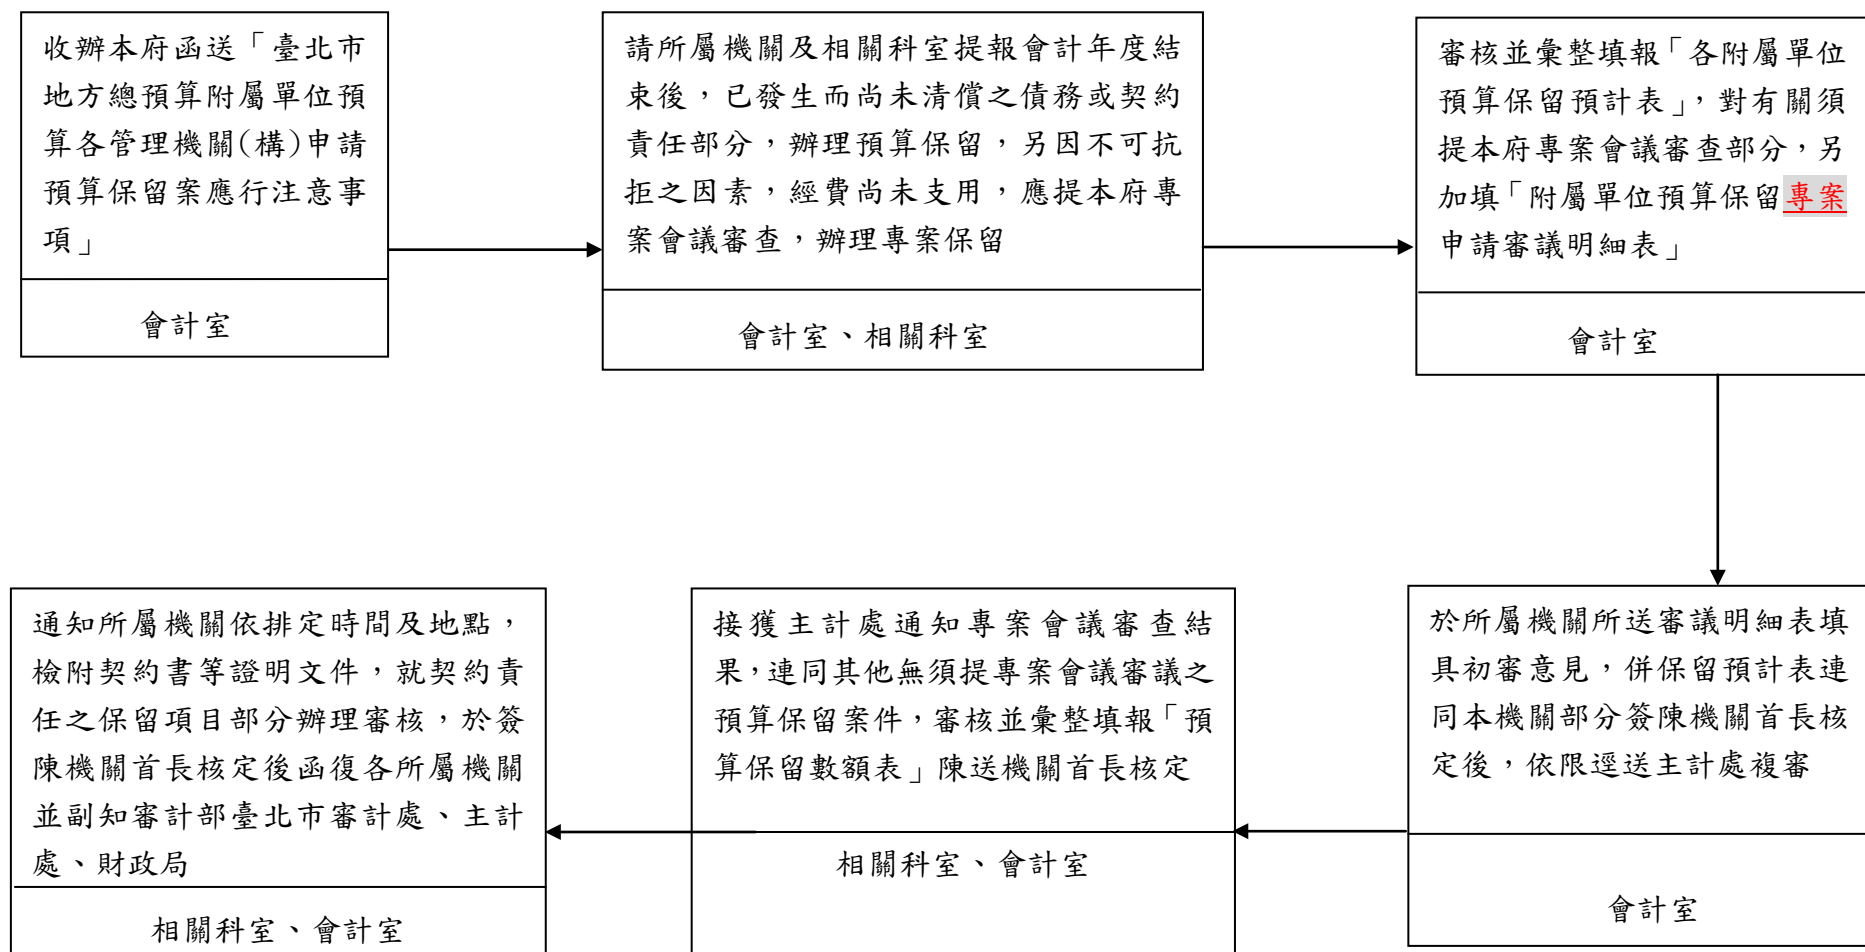 收辦本府函送「臺北市
地方總預算附屬單位預
算各管理機關(構)申請
預算保留案應行注意事
項」
會計室
請所屬機關及相關科室提報會計年度結
束後，已發生而尚未清償之債務或契約
責任部分，辦理預算保留，另因不可抗
拒之因素，經費尚未支用，應提本府專
案會議審查，辦理專案保留
會計室、相關科室
審核並彙整填報「各附屬單位
預算保留預計表」，對有關須
提本府專案會議審查部分，另
加填「附屬單位預算保留專案
申請審議明細表」
會計室
於所屬機關所送審議明細表填
具初審意見，併保留預計表連
同本機關部分簽陳機關首長核
定後，依限逕送主計處複審
會計室
接獲主計處通知專案會議審查結
果，連同其他無須提專案會議審議之
預算保留案件，審核並彙整填報「預
算保留數額表」陳送機關首長核定
相關科室、會計室
通知所屬機關依排定時間及地點，
檢附契約書等證明文件，就契約責
任之保留項目部分辦理審核，於簽
陳機關首長核定後函復各所屬機關
並副知審計部臺北市審計處、主計
處、財政局
相關科室、會計室